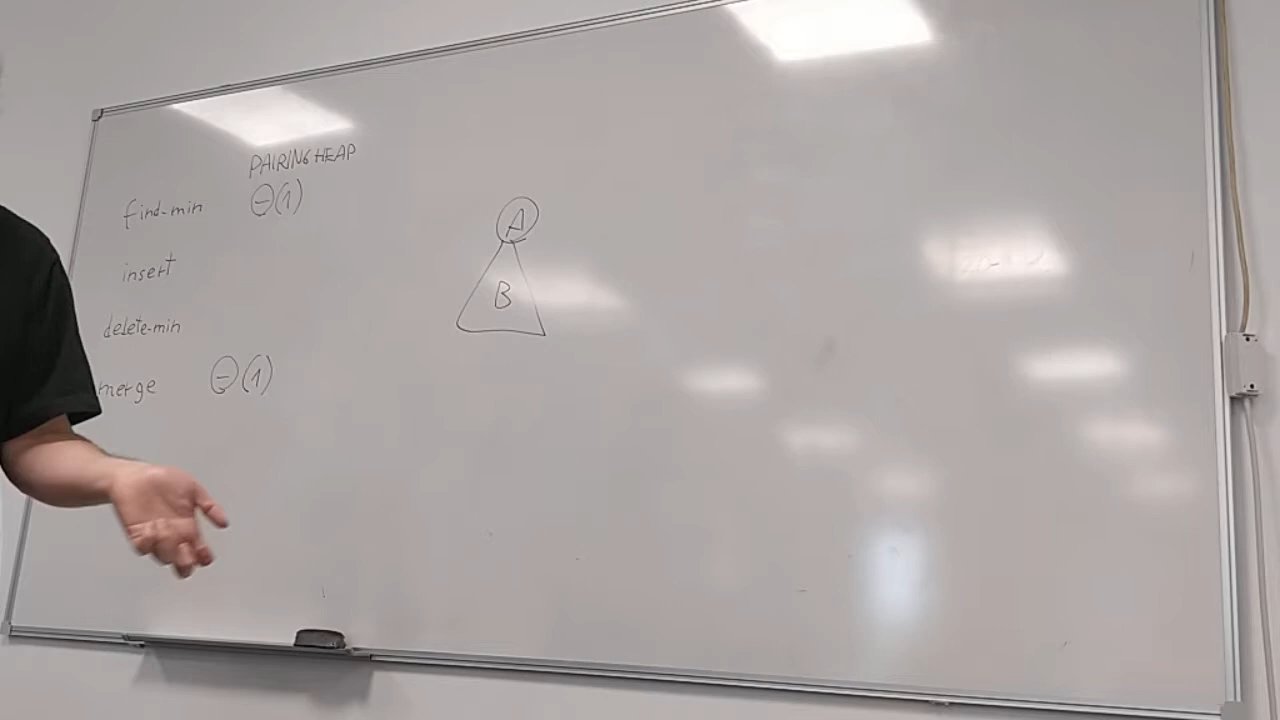 PAIRING HEAP
find-min Θ(1)
insert
delete-min
merge Θ(1)
A
B